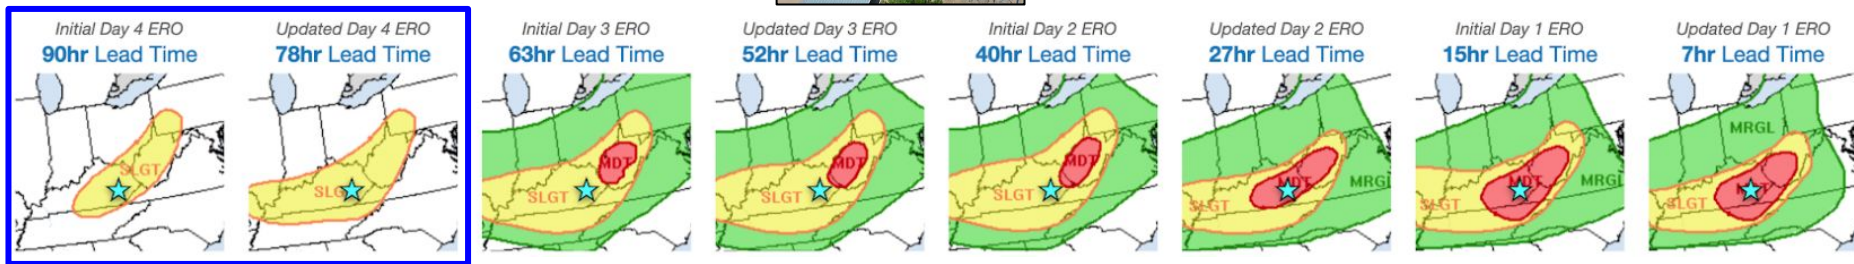 Initial Day 4 ERO
90hr Lead Time
SLGT
Updated Day 4 ERO
78hr Lead Time
SLGT
Initial Day 3 ERO
63hr Lead Time
MDT
SLGT
Updated Day 3 ERO
52hr Lead Time
MDT
SLGT
Initial Day 2 ERO
40hr Lead Time
MDT
SLGT
Updated Day 2 ERO
27hr Lead Time
MDT
MRGL
SLGT
Initial Day 1 ERO
15hr Lead Time
MDT
MRGL
SLGT
Updated Day 1 ERO
7hr Lead Time
MRGL
SLGT